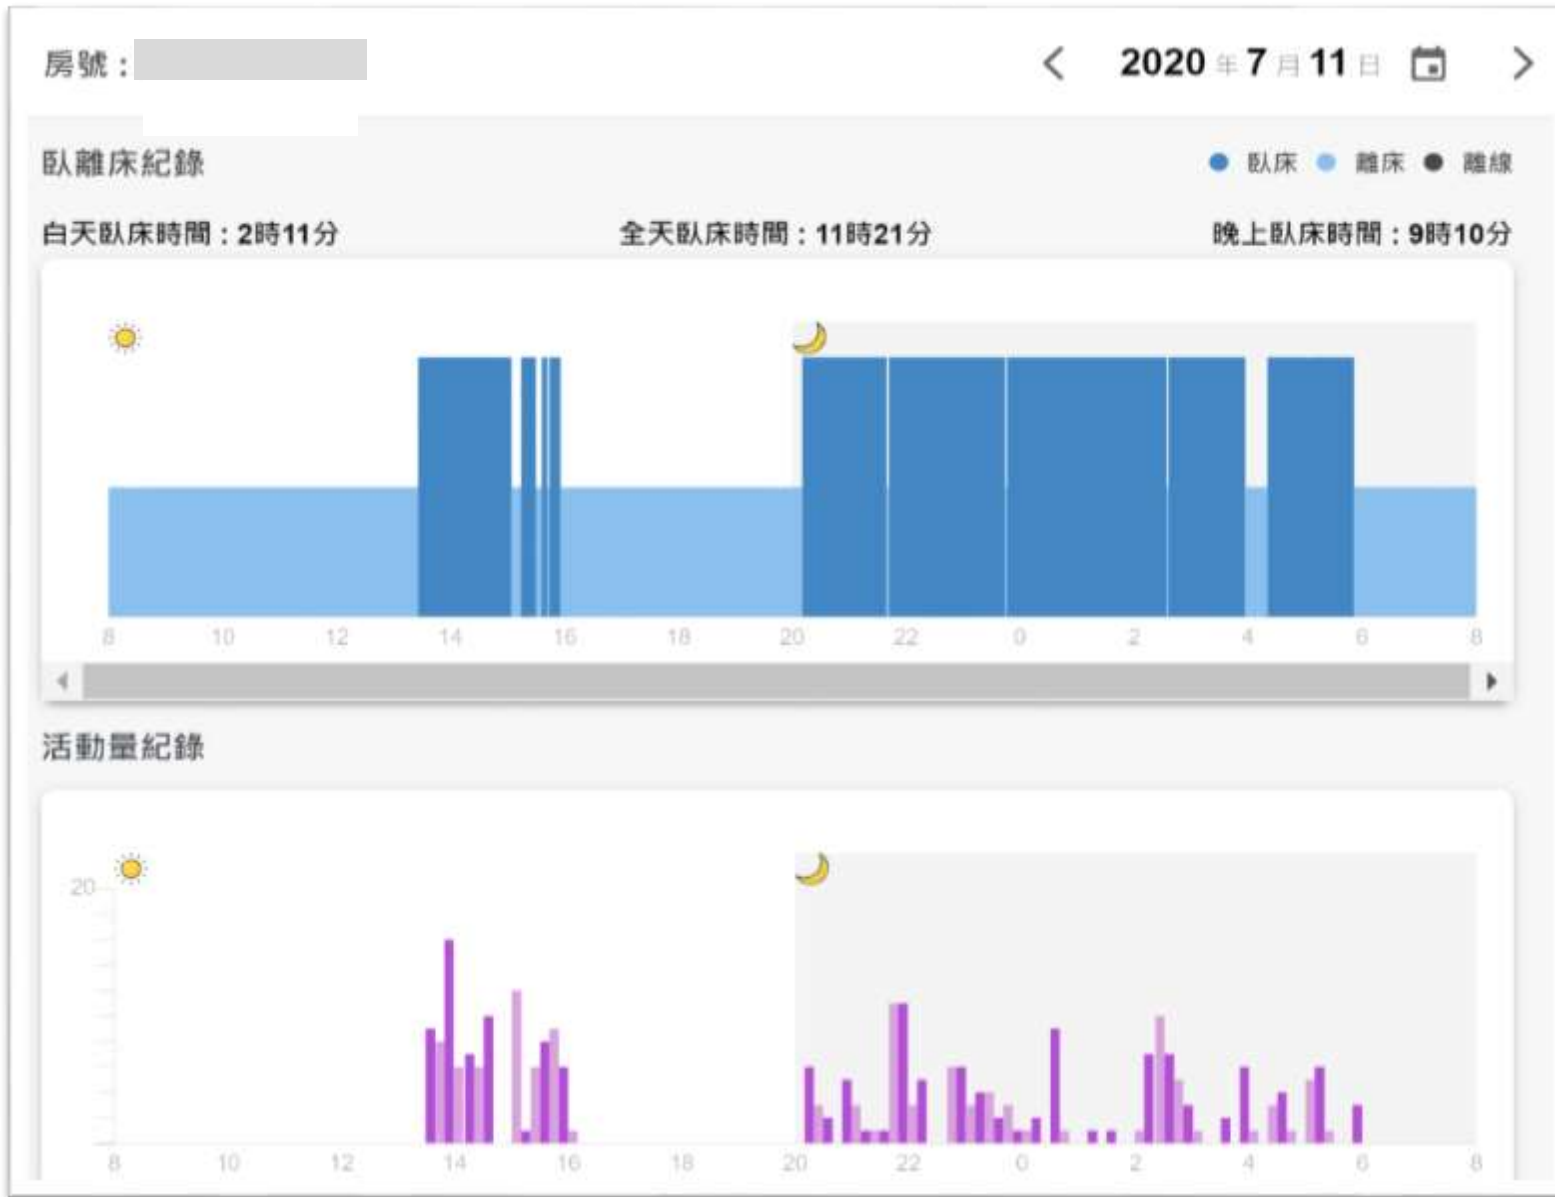 房號：
2020 年 7 月 11 日
臥離床紀錄
臥床 離床 離線
白天臥床時間：2時11分 全天臥床時間：11時21分 晚上臥床時間：9時10分
8 10 12 14 16 18 20 22 0 2 4 6 8
活動量紀錄
20
8 10 12 14 16 18 20 22 0 2 4 6 8